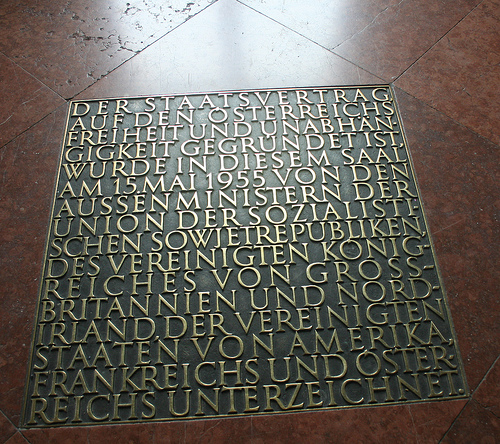 DER STAATSVERTRAG
AUF DEN ÖSTERREICHS
FREIHEIT UND UNABHÄN-
GIGKEIT GEGRÜNDET IST,
WURDE IN DIESEM SAAL
AM 15. MAI 1955 VON DEN
AUSSENMINISTERN DER
UNION DER SOZIALISTI-
SCHEN SOWJETREPUBLIKEN,
DES VEREINIGTEN KÖNIG-
REICHES VON GROSS-
BRITANNIEN UND NORD-
IRLAND DER VEREINIGTEN
STAATEN VON AMERIKA
FRANKREICHS UND ÖSTER-
REICHS UNTERZEICHNET.